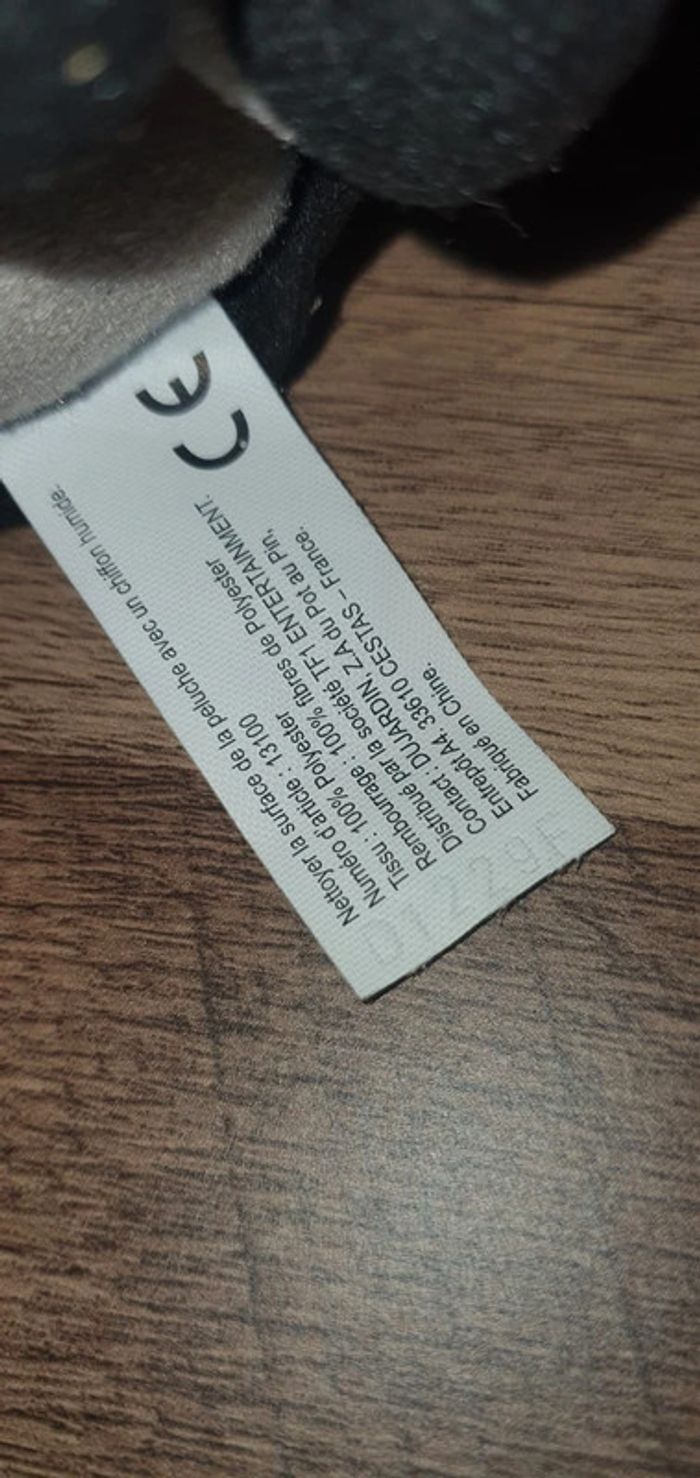 CE
Nettoyer la surface de la peluche avec un chiffon humide.
Numéro d'article : 13100
Tissu : 100% Polyester
Rembourrage : 100% fibres de Polyester
Distribué par la société TF1 ENTERTAINMENT.
Contact : DUJARDIN, Z.A du Pot au Pin,
Entrepôt A4, 33610 CESTAS – France.
Fabriqué en Chine.